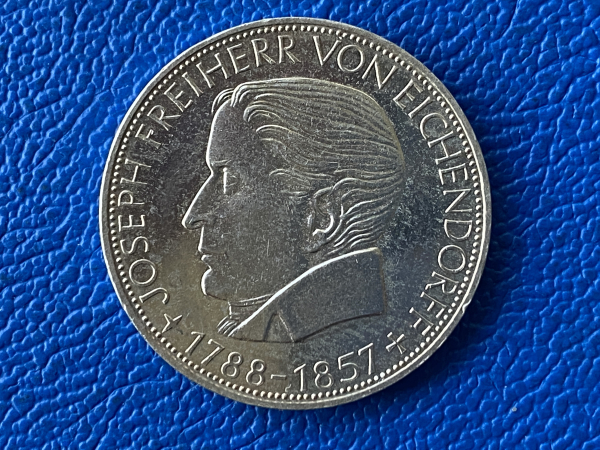 JOSEPH FREIHERR VON EICHENDORFF
1788-1857